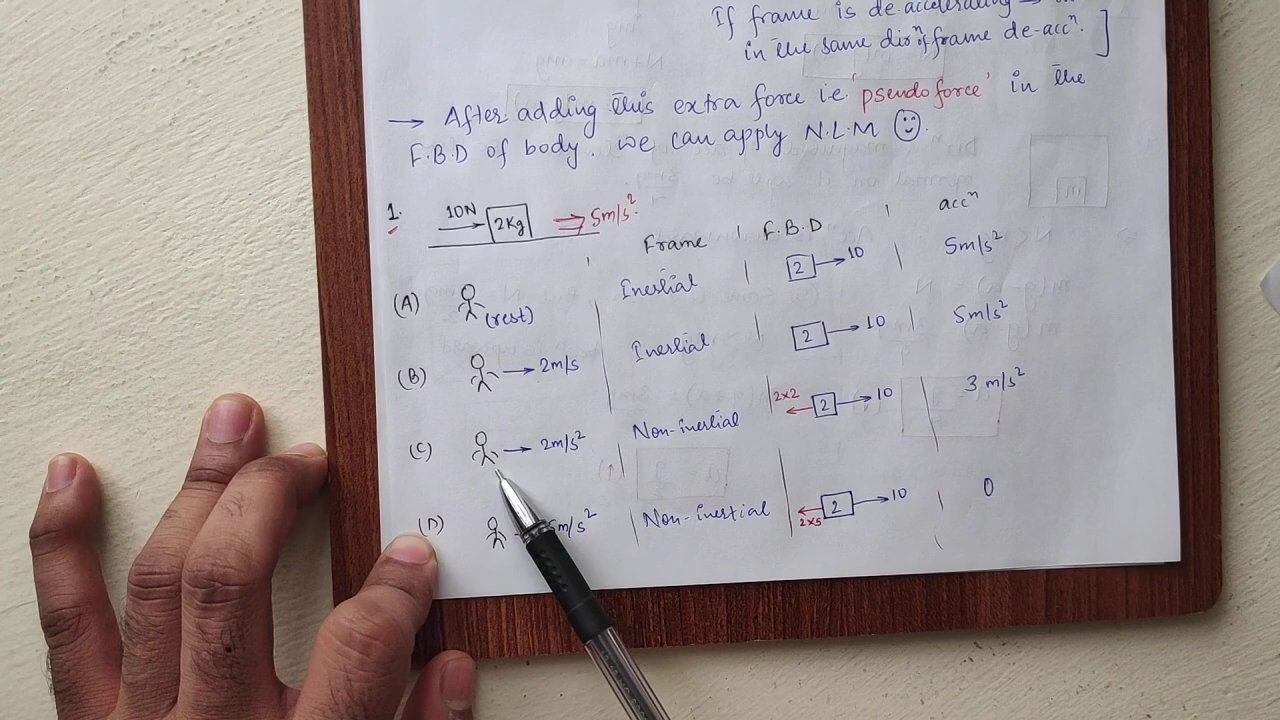 If frame is de-accelerating →
in the same dirⁿ of frame de-accⁿ. ]
→ After adding this extra force i.e. 'pseudo force' in the
F.B.D of body. we can apply N.L.M ☺.
1. 10N 2Kg ⇒ 5m/s².
Frame | F.B.D | accⁿ
(A) (rest) | Inertial | 2 → 10 | 5m/s²
(B) → 2m/s | Inertial | 2 → 10 | 5m/s²
(C) → 2m/s² | Non-inertial | 2×2 ← 2 → 10 | 3 m/s²
(D) 5m/s² | Non-inertial | 2×5 ← 2 → 10 | 0